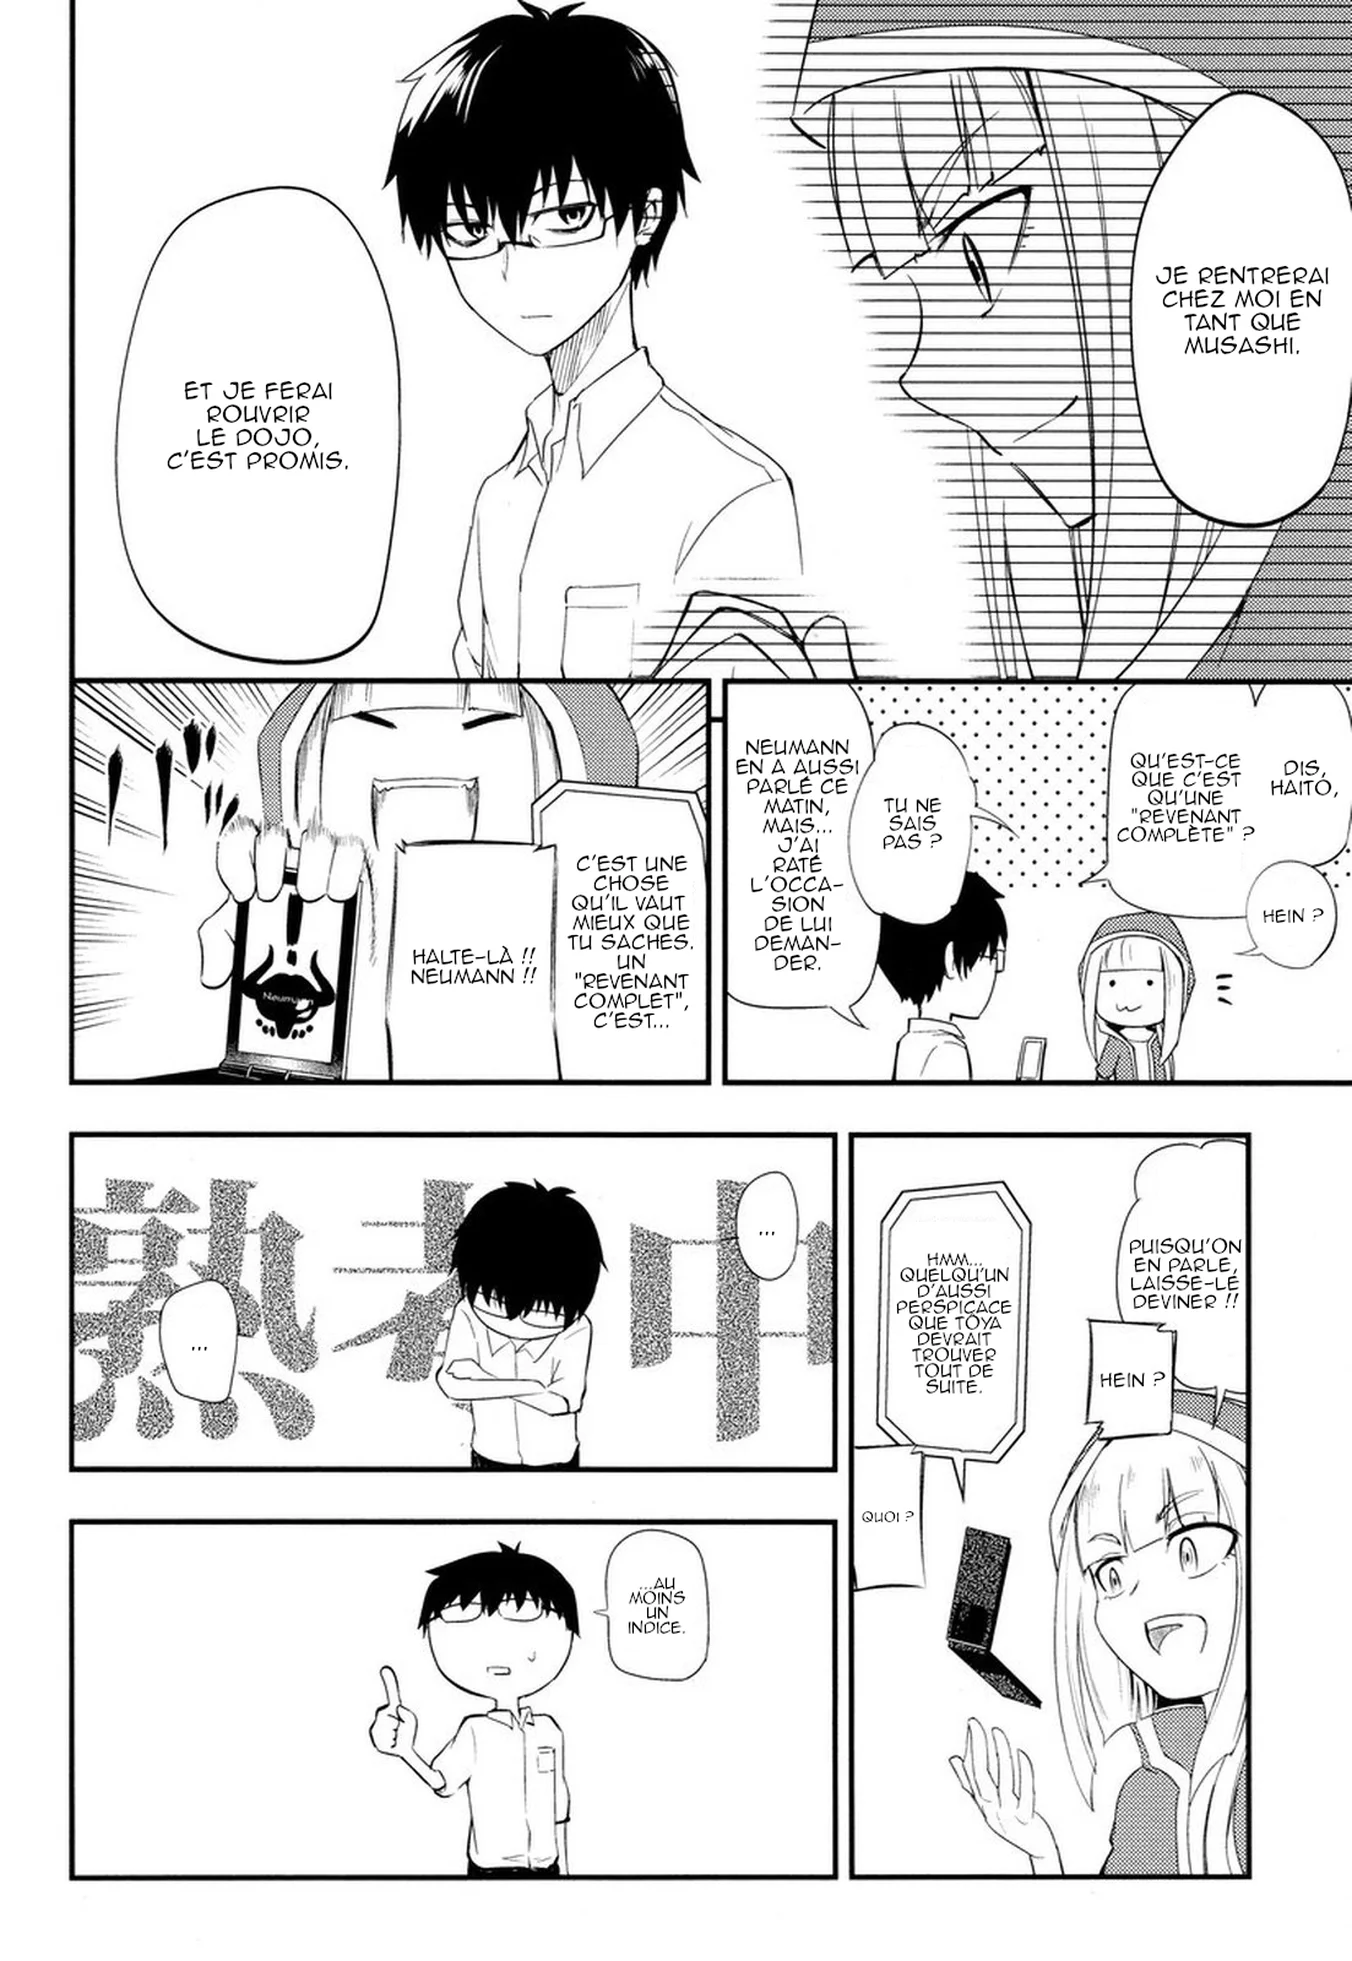 JE RENTRERAI
CHEZ MOI EN
TANT QUE
MUSASHI.
ET JE FERAI
ROUVRIR
LE DOJO,
C'EST PROMIS.
DIS,
HAITO,
QU'EST-CE
QUE C'EST
QU'UNE
"REVENANT
COMPLÈTE" ?
HEIN ?
TU NE
SAIS
PAS ?
NEUMANN
EN A AUSSI
PARLÉ CE
MATIN,
MAIS...
J'AI
RATÉ
L'OCCA-
SION
DE LUI
DEMAN-
DER.
C'EST UNE
CHOSE
QU'IL VAUT
MIEUX QUE
TU SACHES.
UN
"REVENANT
COMPLET",
C'EST...
HALTE-LÀ !!
NEUMANN !!
Neumann
PUISQU'ON
EN PARLE,
LAISSE-LE
DEVINER !!
HEIN ?
HMM...
QUELQU'UN
D'AUSSI
PERSPICACE
QUE TÔYA
DEVRAIT
TROUVER
TOUT DE
SUITE.
QUOI ?
...
熟考中
...
...AU
MOINS
UN
INDICE.